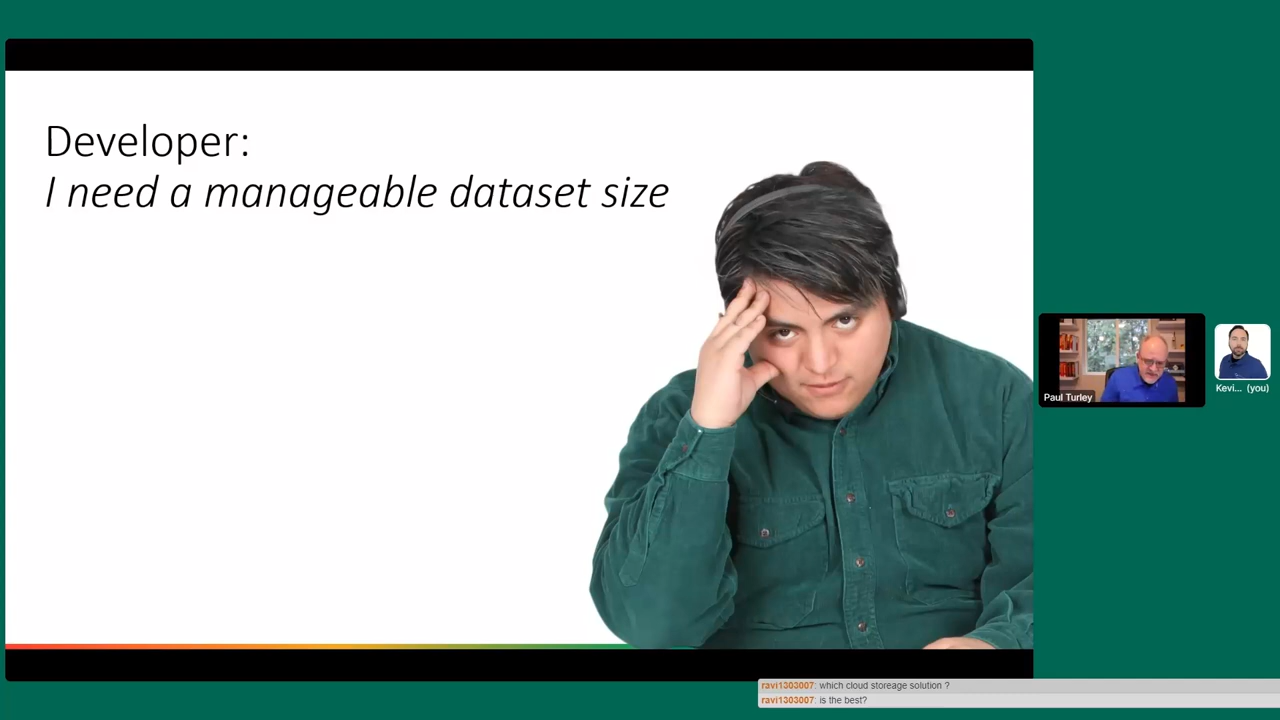 Developer:
I need a manageable dataset size
Paul Turley
Kevi... (you)
ravi1303007: which cloud storeage solution ?
ravi1303007: is the best?